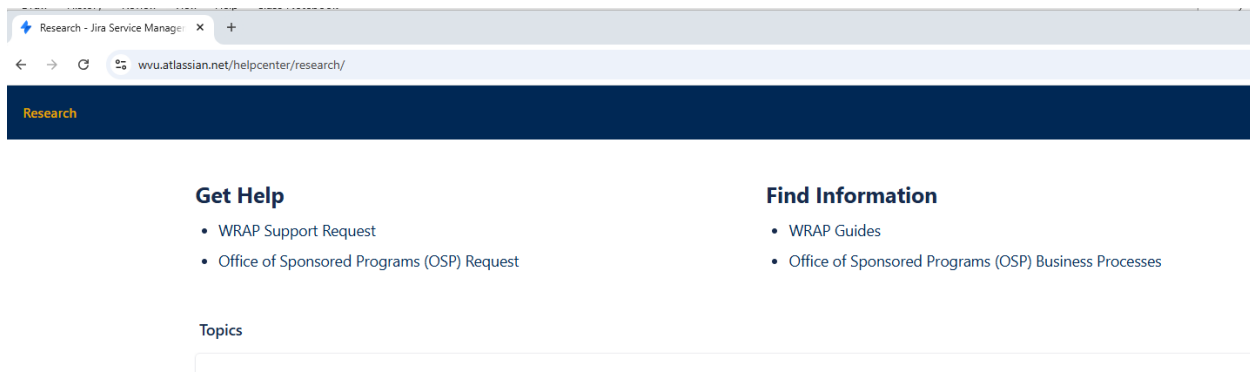 Research - Jira Service Manager
wvu.atlassian.net/helpcenter/research/
Research
Get Help
• WRAP Support Request
• Office of Sponsored Programs (OSP) Request
Find Information
• WRAP Guides
• Office of Sponsored Programs (OSP) Business Processes
Topics